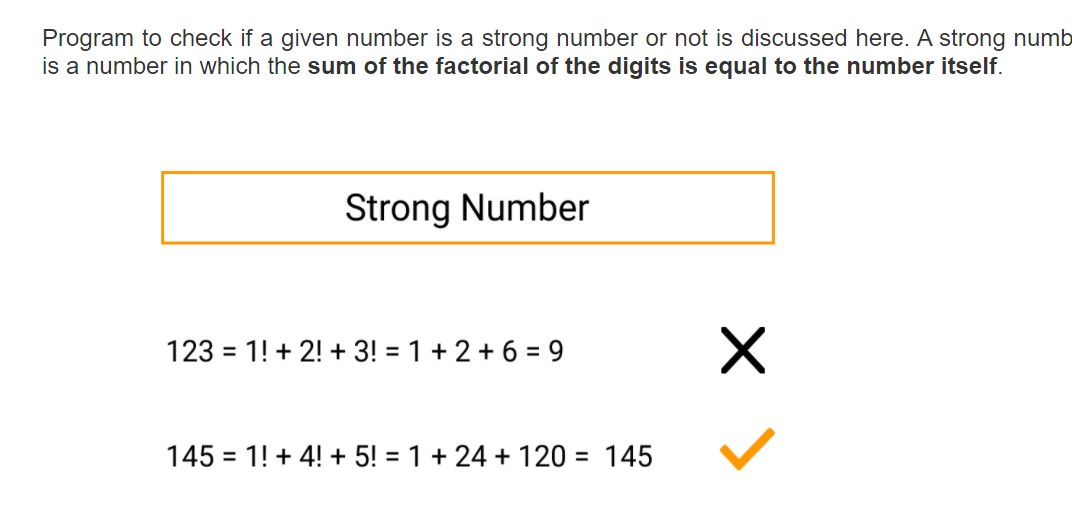 Program to check if a given number is a strong number or not is discussed here. A strong numb
is a number in which the sum of the factorial of the digits is equal to the number itself.
Strong Number
123 = 1! + 2! + 3! = 1 + 2 + 6 = 9
145 = 1! + 4! + 5! = 1 + 24 + 120 = 145